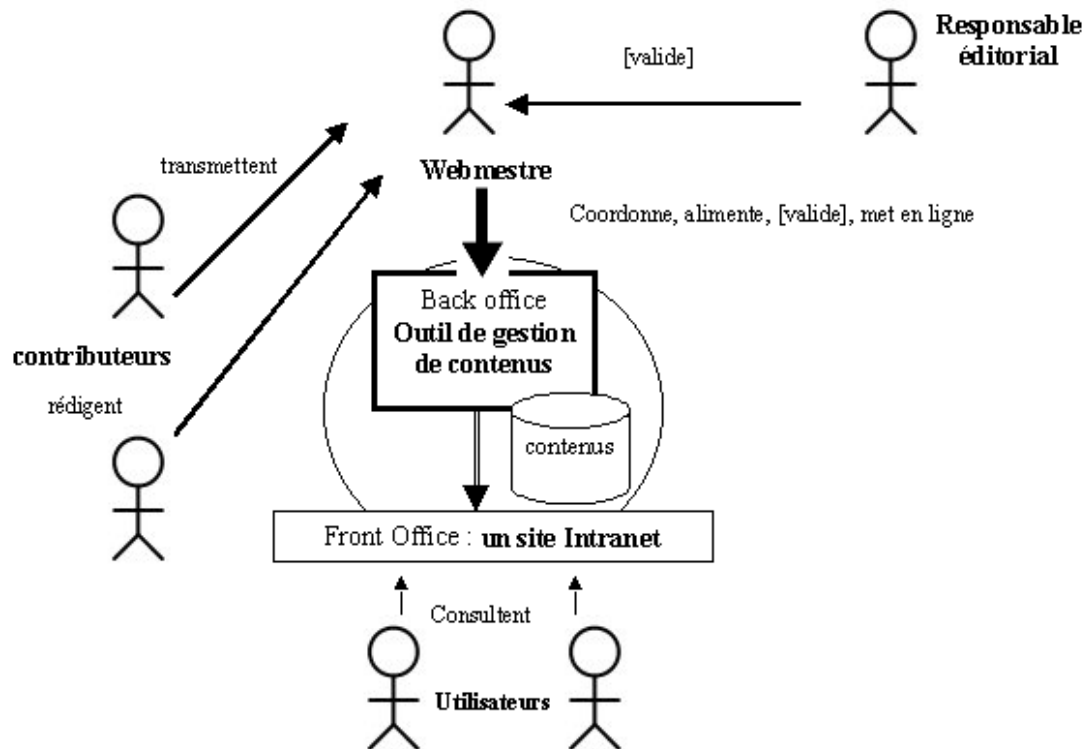 Responsable
éditorial
[valide]
transmettent
Webmestre
Coordonne, alimente, [valide], met en ligne
Back office
Outil de gestion
de contenus
contributeurs
rédigent
contenus
Front Office : un site Intranet
Consultent
Utilisateurs